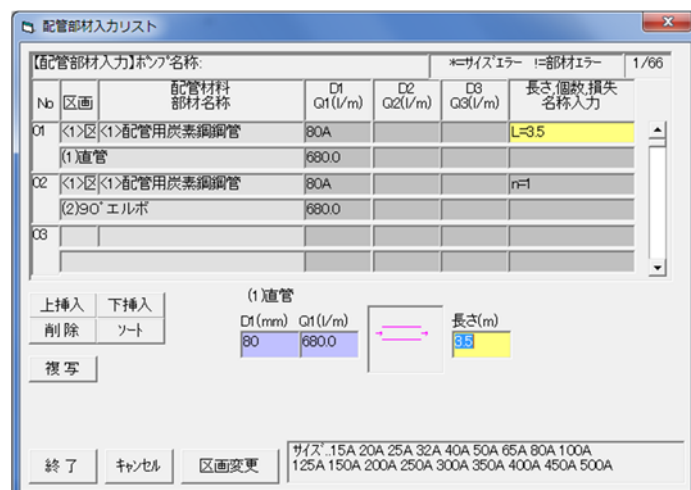 配管部材入力リスト
【配管部材入力】ポンプ名称: *=サイズエラー !=部材エラー 1/66
No 区画 配管材料 部材名称 D1 Q1(l/m) D2 Q2(l/m) D3 Q3(l/m) 長さ,個数,損失 名称入力
01 <1>区 <1>配管用炭素鋼鋼管 80A L=3.5
(1)直管 680.0
02 <1>区 <1>配管用炭素鋼鋼管 80A n=1
(2)90ﾟエルボ 680.0
03
上挿入 下挿入
削除 ソート
複写
(1)直管
D1(mm) Q1(l/m) 長さ(m)
80 680.0 3.5
終了 キャンセル 区画変更
サイズ..15A 20A 25A 32A 40A 50A 65A 80A 100A
125A 150A 200A 250A 300A 350A 400A 450A 500A